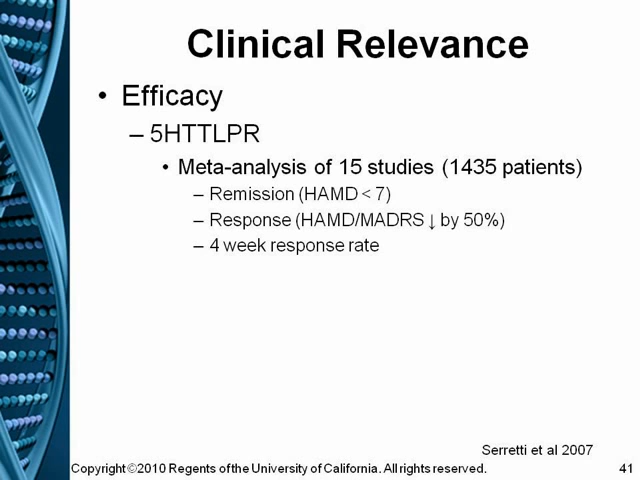 Clinical Relevance
• Efficacy
– 5HTTLPR
• Meta-analysis of 15 studies (1435 patients)
– Remission (HAMD < 7)
– Response (HAMD/MADRS ↓ by 50%)
– 4 week response rate
Serretti et al 2007
Copyright ©2010 Regents of the University of California. All rights reserved. 41